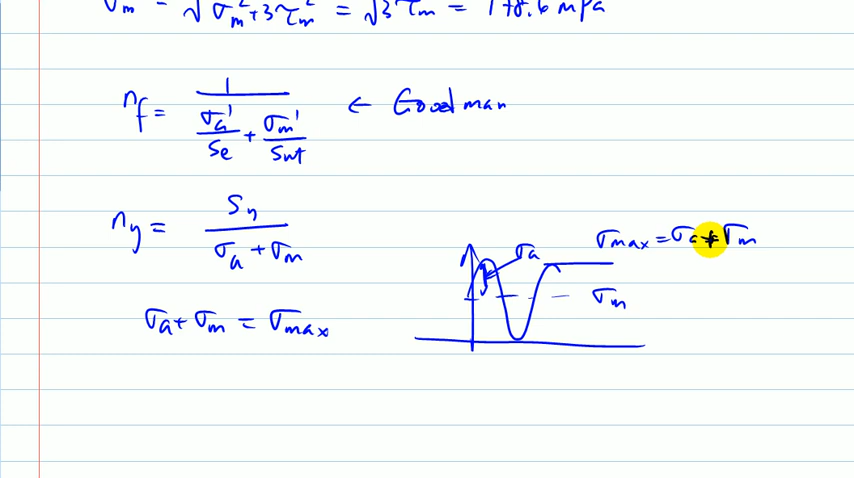 σm = √σm²+3τm² = √3 τm = 178.6 mpa
nf = 1 / (σa'/Se + σm'/Sut) ← Goodman
ny = Sy / (σa + σm)
σmax = σa + σm
σa
σm
σa + σm = σmax